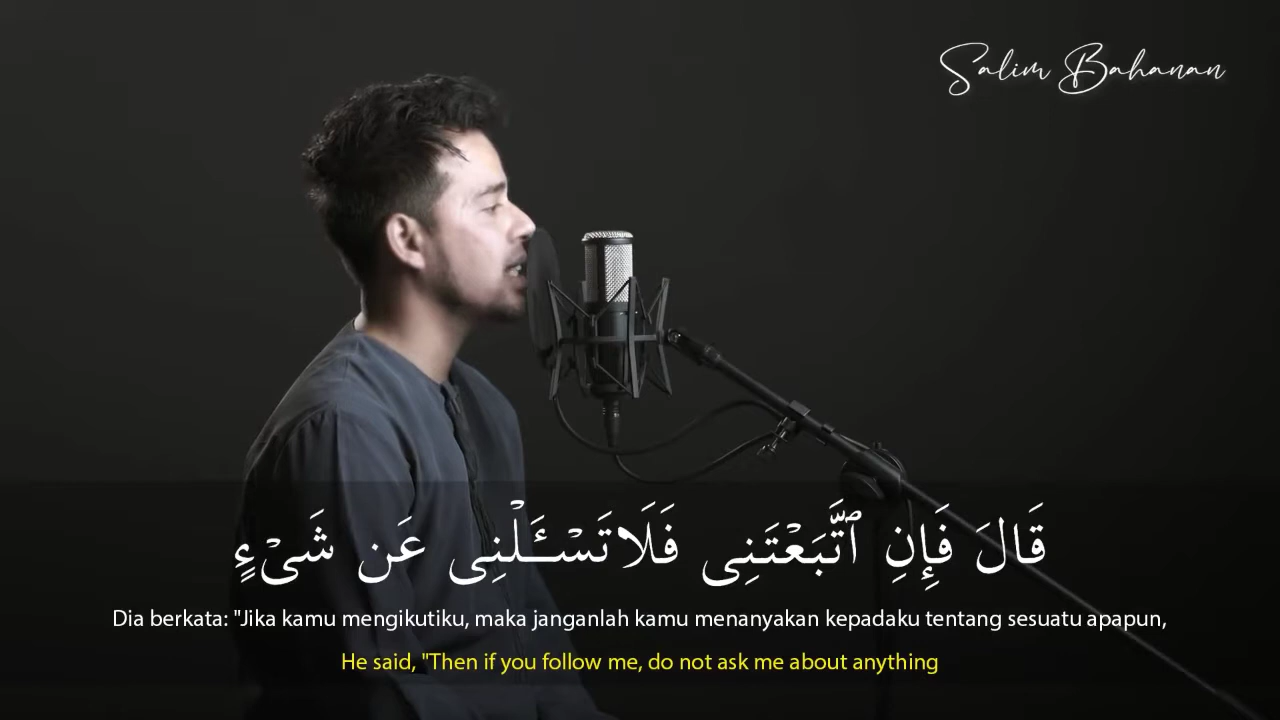 Salim Bahanan
قَالَ فَإِنِ ٱتَّبَعْتَنِى فَلَا تَسْـَٔلْنِى عَن شَىْءٍ
Dia berkata: "Jika kamu mengikutiku, maka janganlah kamu menanyakan kepadaku tentang sesuatu apapun,
He said, "Then if you follow me, do not ask me about anything